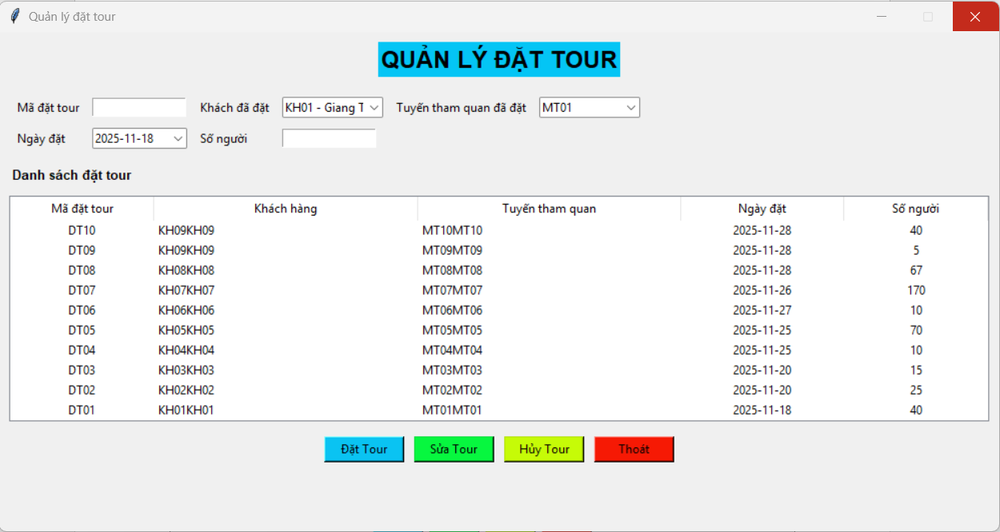 Quản lý đặt tour
QUẢN LÝ ĐẶT TOUR
Mã đặt tour Khách đã đặt KH01 - Giang T Tuyến tham quan đã đặt MT01
Ngày đặt 2025-11-18 Số người
Danh sách đặt tour
Mã đặt tour Khách hàng Tuyến tham quan Ngày đặt Số người
DT10 KH09KH09 MT10MT10 2025-11-28 40
DT09 KH09KH09 MT09MT09 2025-11-28 5
DT08 KH08KH08 MT08MT08 2025-11-28 67
DT07 KH07KH07 MT07MT07 2025-11-26 170
DT06 KH06KH06 MT06MT06 2025-11-27 10
DT05 KH05KH05 MT05MT05 2025-11-25 70
DT04 KH04KH04 MT04MT04 2025-11-25 10
DT03 KH03KH03 MT03MT03 2025-11-20 15
DT02 KH02KH02 MT02MT02 2025-11-20 25
DT01 KH01KH01 MT01MT01 2025-11-18 40
Đặt Tour Sửa Tour Hủy Tour Thoát